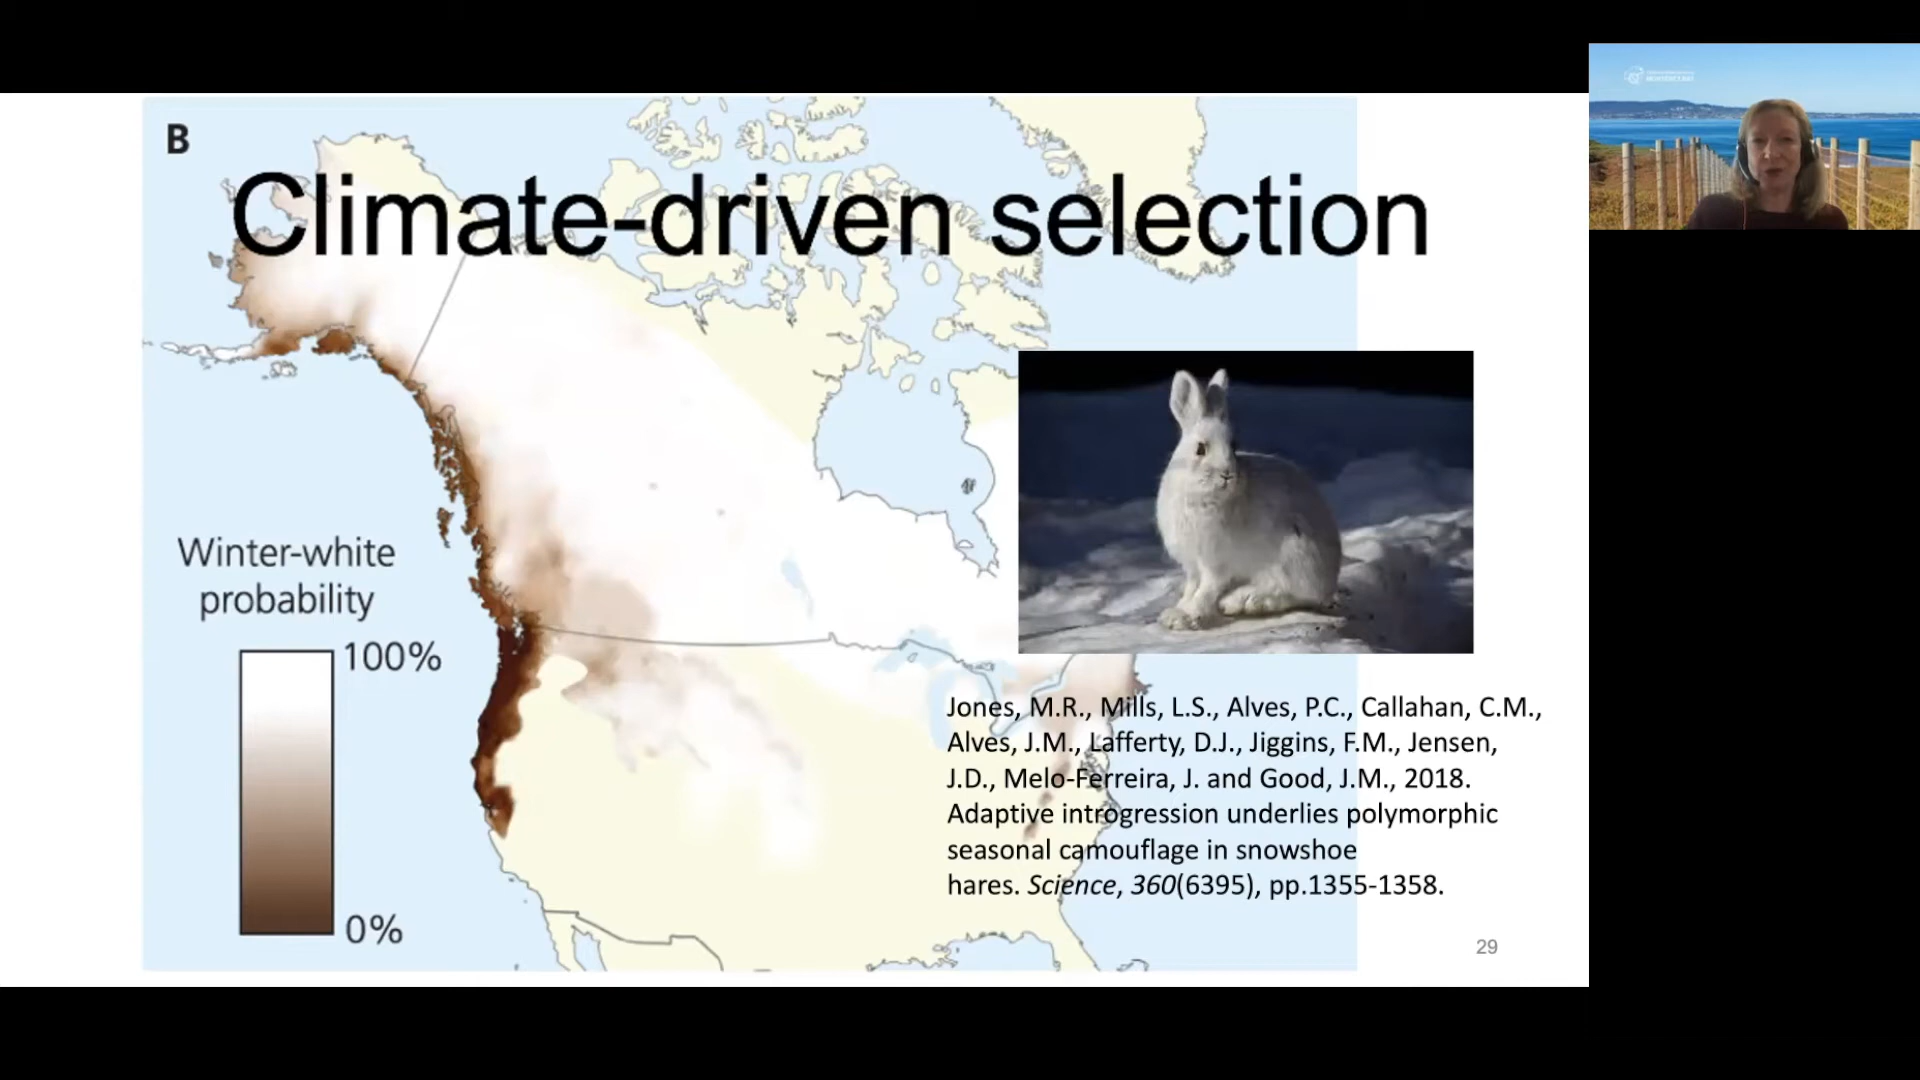 B
Climate-driven selection
Winter-white
probability
100%
0%
Jones, M.R., Mills, L.S., Alves, P.C., Callahan, C.M.,
Alves, J.M., Lafferty, D.J., Jiggins, F.M., Jensen,
J.D., Melo-Ferreira, J. and Good, J.M., 2018.
Adaptive introgression underlies polymorphic
seasonal camouflage in snowshoe
hares. Science, 360(6395), pp.1355-1358.
29